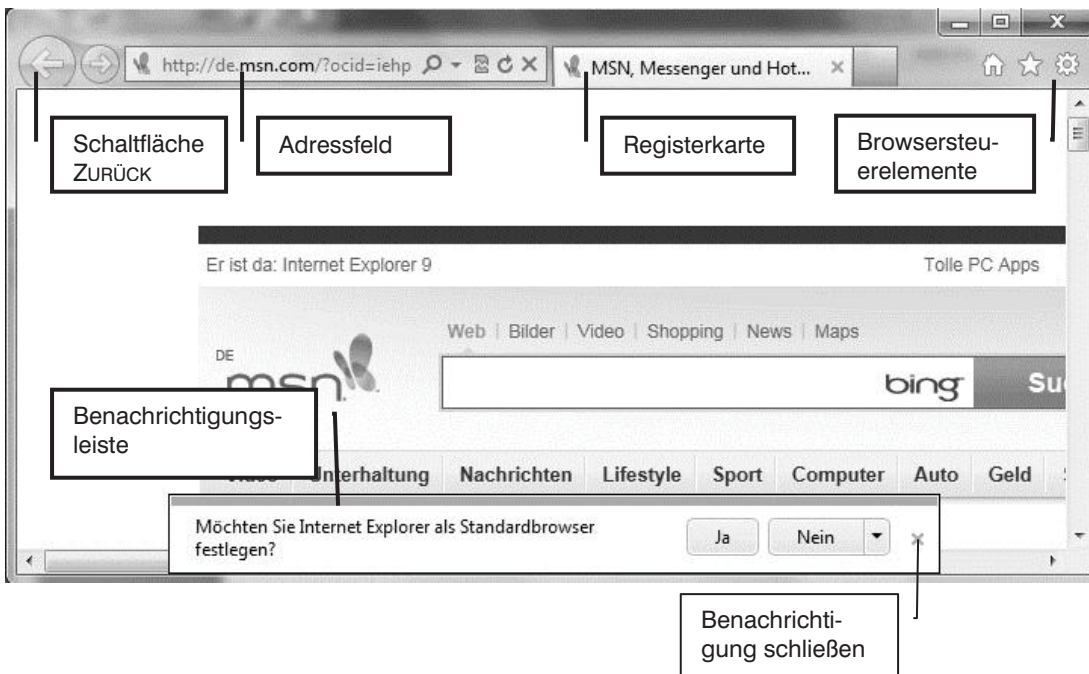 http://de.msn.com/?ocid=iehp
MSN, Messenger und Hot...
Schaltfläche
ZURÜCK
Adressfeld
Registerkarte
Browsersteu-
erelemente
Er ist da: Internet Explorer 9
Tolle PC Apps
Web | Bilder | Video | Shopping | News | Maps
DE
msn
bing
Benachrichtigungs-
leiste
Unterhaltung Nachrichten Lifestyle Sport Computer Auto Geld
Möchten Sie Internet Explorer als Standardbrowser
festlegen?
Ja Nein
Benachrichti-
gung schließen